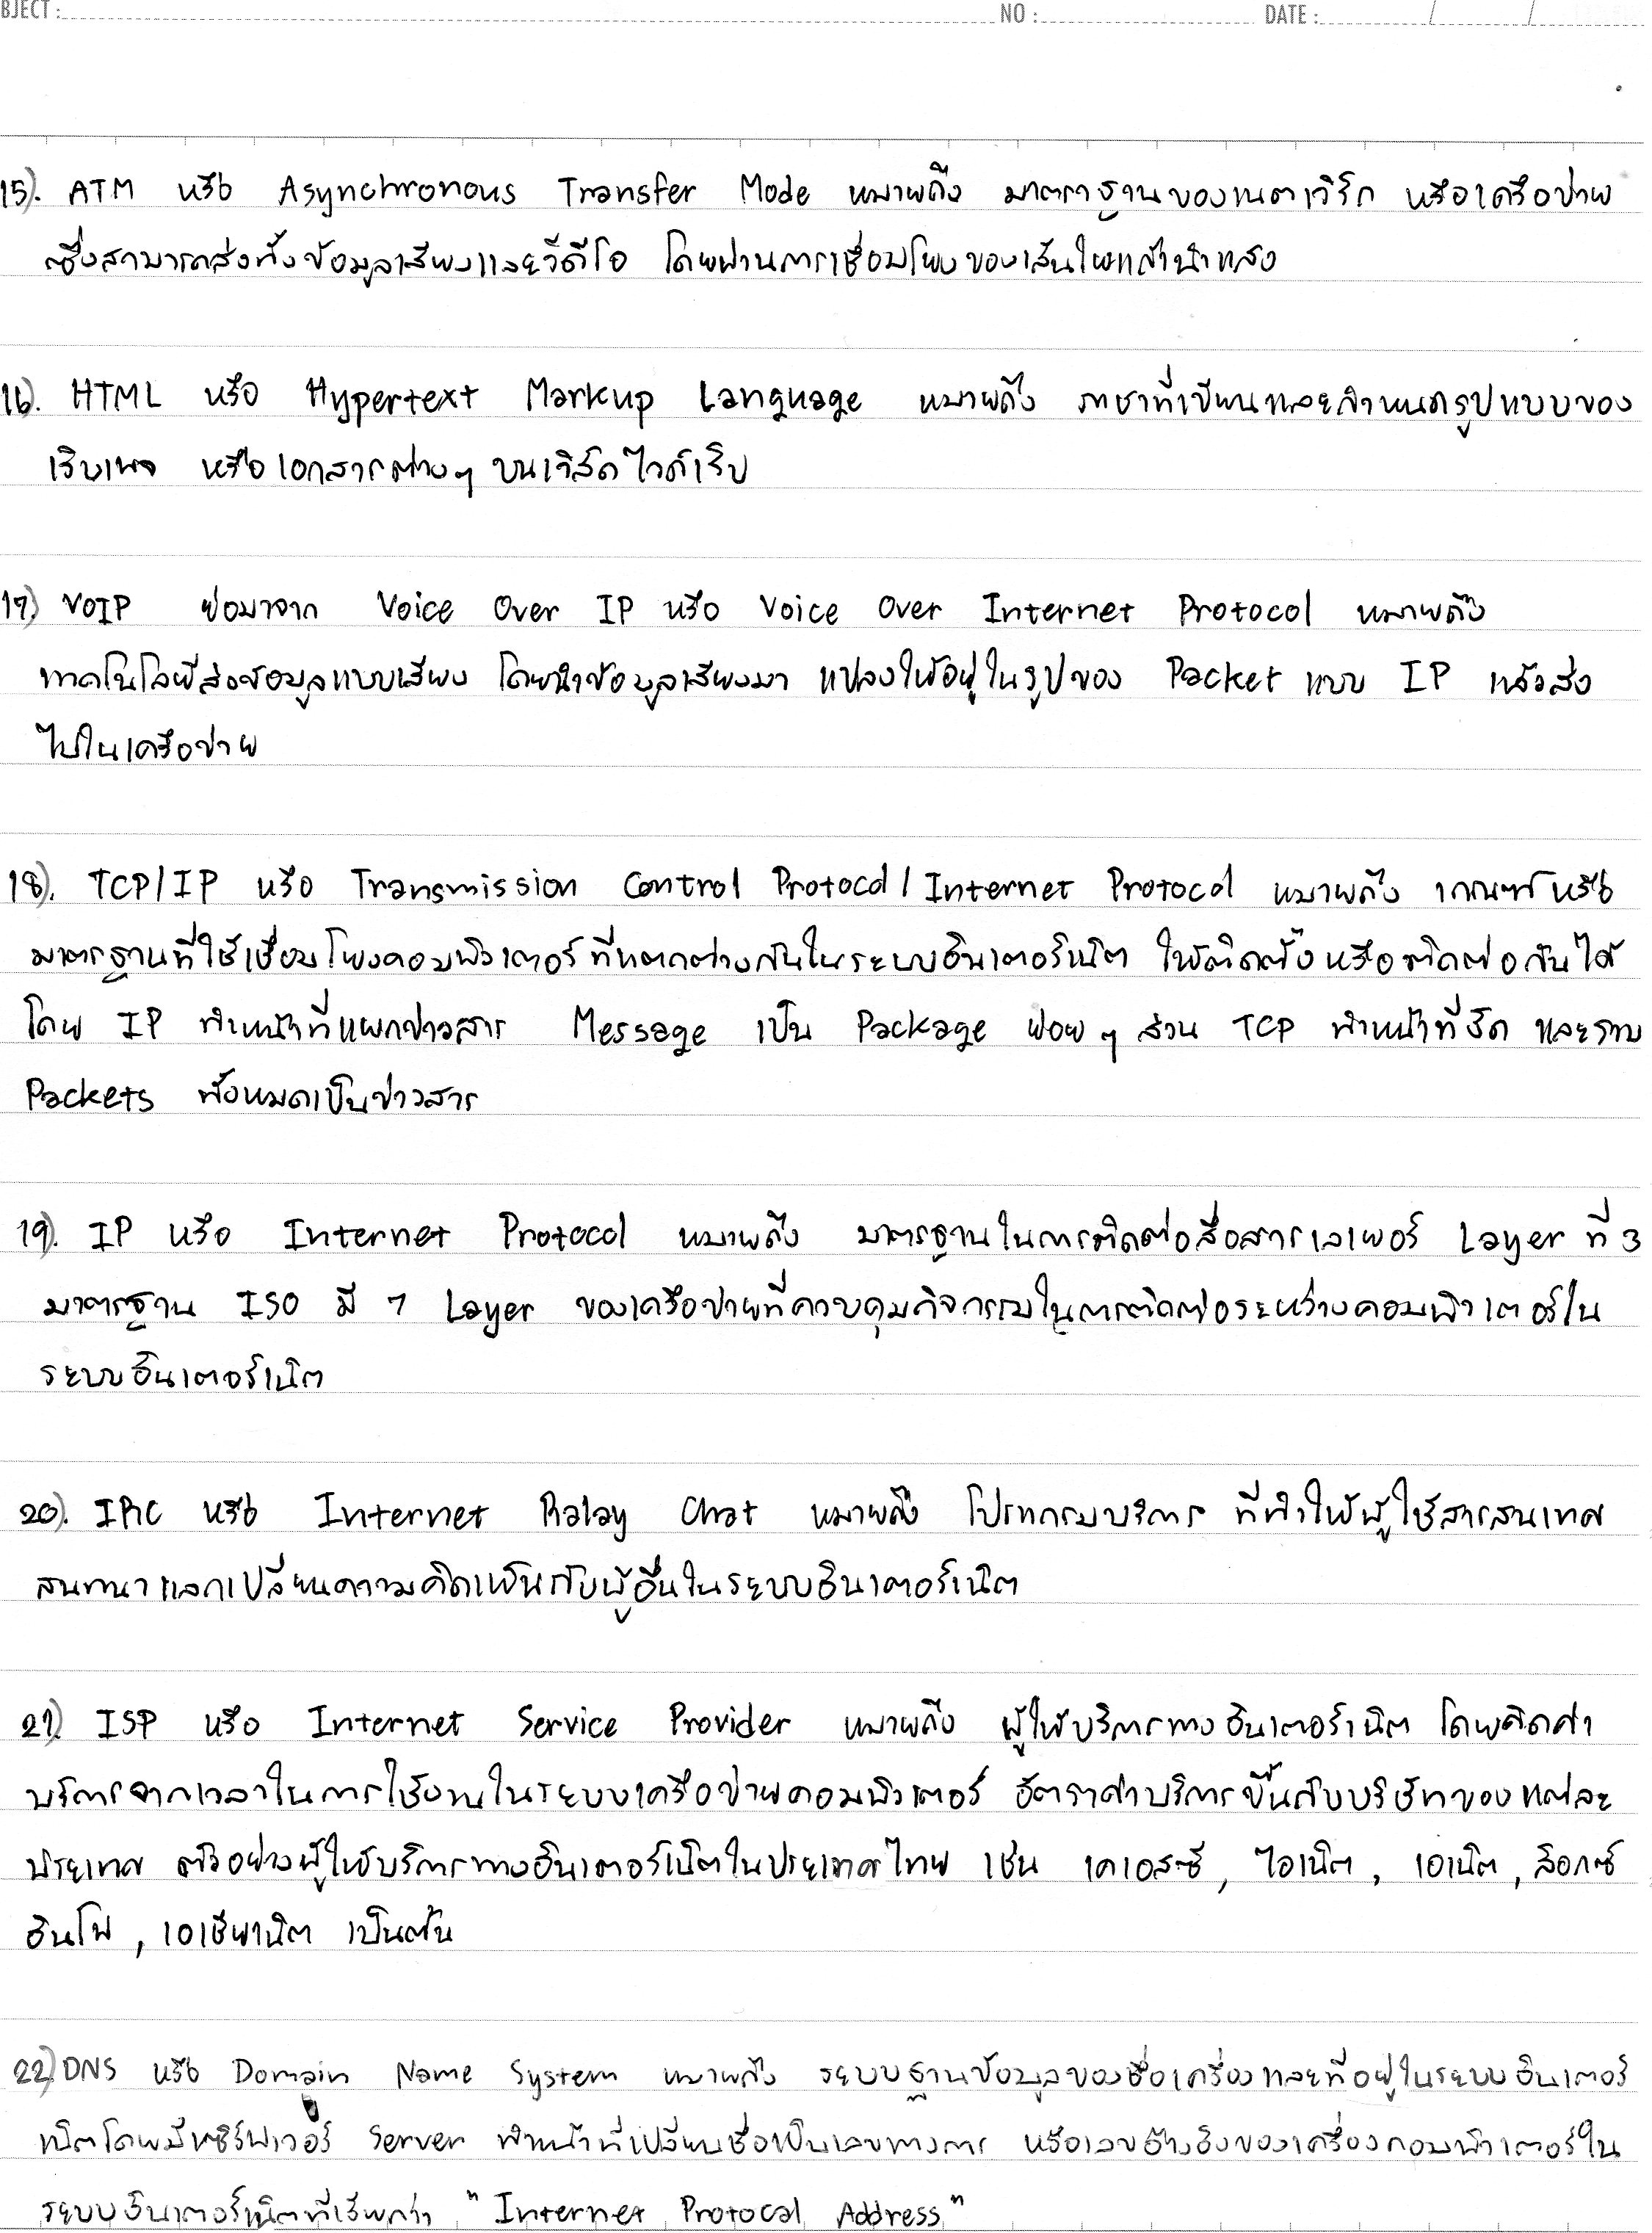 BJECT : NO : DATE : / /
15). ATM หรือ Asynchronous Transfer Mode หมายถึง มาตราฐานของเนตเวิร์ก หรือเครือข่าย
ซึ่งสามารถส่งทั้งข้อมูลเสียงและวีดีโอ โดยผ่านการเชื่อมโยงของเส้นใยแก้วนำแสง
16). HTML หรือ Hypertext Markup Language หมายถึง ภาษาที่เขียนและกำหนดรูปแบบของ
เว็บเพจ หรือเอกสารต่างๆ บนเวิล์ดไวด์เว็บ
17) VOIP ย่อมาจาก Voice Over IP หรือ Voice Over Internet Protocol หมายถึง
เทคโนโลยีส่งข้อมูลแบบเสียง โดยนำข้อมูลเสียงมา แปลงให้อยู่ในรูปของ Packet แบบ IP แล้วส่ง
ไปในเครือข่าย
18). TCP/IP หรือ Transmission Control Protocol/Internet Protocol หมายถึง เกณฑ์หรือ
มาตรฐานที่ใช้เชื่อมโยงคอมพิวเตอร์ที่แตกต่างกันในระบบอินเตอร์เน็ต ให้ติดตั้งหรือติดต่อกันได้
โดย IP ทำหน้าที่แยกข่าวสาร Message เป็น Package ย่อยๆ ส่วน TCP ทำหน้าที่จัด และรวม
Packets ทั้งหมดเป็นข่าวสาร
19). IP หรือ Internet Protocol หมายถึง มาตรฐานในการติดต่อสื่อสารเลเยอร์ Layer ที่ 3
มาตรฐาน ISO มี 7 Layer ของเครือข่ายที่ควบคุมกิจกรรมในการติดต่อระหว่างคอมพิวเตอร์ใน
ระบบอินเตอร์เน็ต
20). IRC หรือ Internet Ralay Chat หมายถึง โปรแกรมบริการ ที่ทำให้ผู้ใช้สารสนเทศ
สนทนาแลกเปลี่ยนความคิดเห็นกับผู้อื่นในระบบอินเตอร์เน็ต
21) ISP หรือ Internet Service Provider หมายถึง ผู้ให้บริการทางอินเตอร์เน็ต โดยคิดค่า
บริการจากเวลาในการใช้งานในระบบเครือข่ายคอมพิวเตอร์ อัตราค่าบริการขึ้นกับบริษัทของแต่ละ
ประเทศ ตัวอย่างผู้ให้บริการทางอินเตอร์เน็ตในประเทศไทย เช่น เคเอสซี, ไอเน็ต, เอเน็ต, ล็อกซ์
อินโฟ, เอเชียเน็ต เป็นต้น
22) DNS หรือ Domain Name System หมายถึง ระบบฐานข้อมูลของชื่อเครื่องและที่อยู่ในระบบอินเตอร์
เน็ตโดยมีเซิร์ฟเวอร์ Server ทำหน้าที่เปลี่ยนชื่อเป็นเลขทางการ หรือเลขอ้างอิงของเครื่องคอมพิวเตอร์ใน
ระบบอินเตอร์เน็ตที่เรียกว่า "Internet Protocal Address"